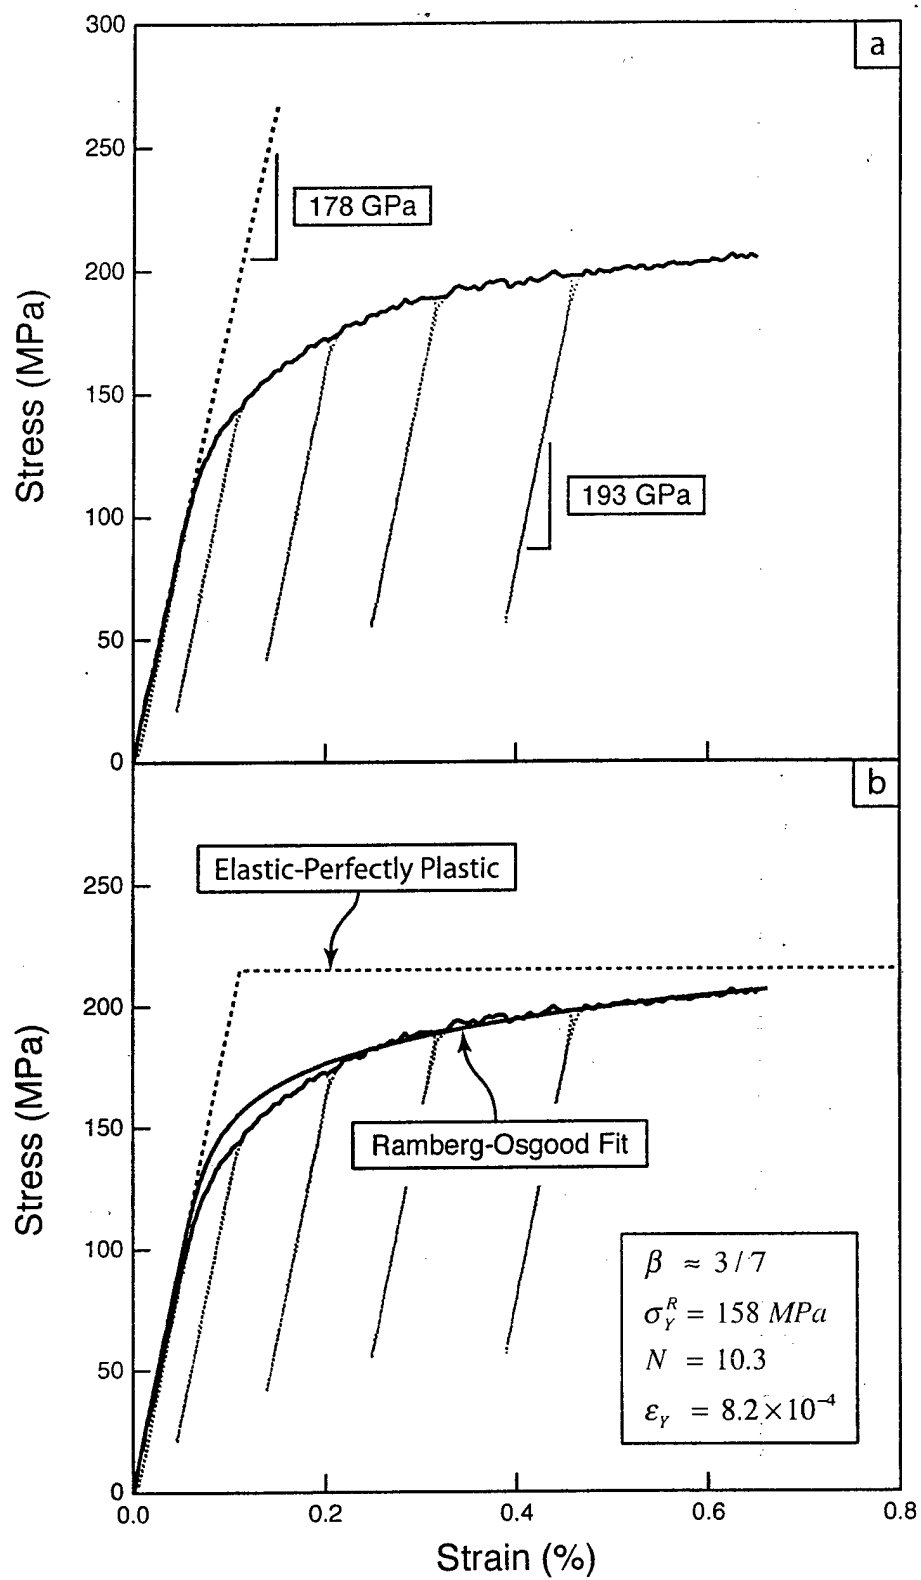 300
a
250
178 GPa
200
Stress (MPa)
150
193 GPa
100
50
0
b
Elastic-Perfectly Plastic
250
200
Stress (MPa)
150
Ramberg-Osgood Fit
100
β ≈ 3/7
σ_Y^R = 158 MPa
N = 10.3
ε_Y = 8.2×10⁻⁴
50
0
0.0 0.2 0.4 0.6 0.8
Strain (%)